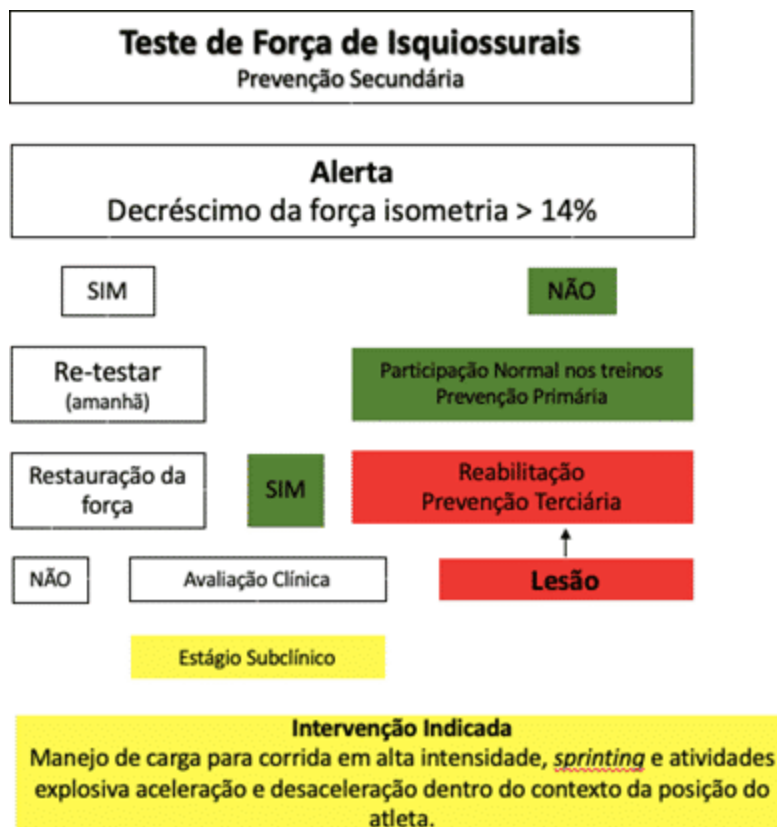 Teste de Força de Isquiossurais
Prevenção Secundária
Alerta
Decréscimo da força isometria > 14%
SIM
NÃO
Re-testar
(amanhã)
Participação Normal nos treinos
Prevenção Primária
Restauração da
força
SIM
Reabilitação
Prevenção Terciária
NÃO
Avaliação Clínica
Lesão
Estágio Subclínico
Intervenção Indicada
Manejo de carga para corrida em alta intensidade, sprinting e atividades
explosiva aceleração e desaceleração dentro do contexto da posição do
atleta.